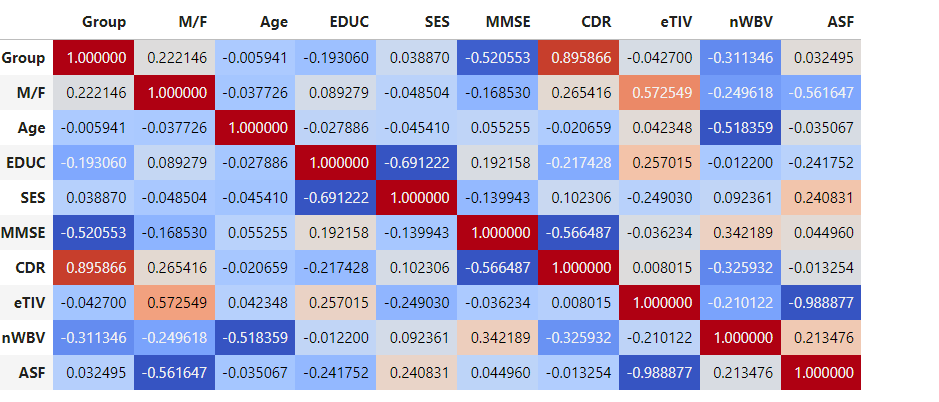 Group M/F Age EDUC SES MMSE CDR eTIV nWBV ASF
Group 1.000000 0.222146 -0.005941 -0.193060 0.038870 -0.520553 0.895866 -0.042700 -0.311346 0.032495
M/F 0.222146 1.000000 -0.037726 0.089279 -0.048504 -0.168530 0.265416 0.572549 -0.249618 -0.561647
Age -0.005941 -0.037726 1.000000 -0.027886 -0.045410 0.055255 -0.020659 0.042348 -0.518359 -0.035067
EDUC -0.193060 0.089279 -0.027886 1.000000 -0.691222 0.192158 -0.217428 0.257015 -0.012200 -0.241752
SES 0.038870 -0.048504 -0.045410 -0.691222 1.000000 -0.139943 0.102306 -0.249030 0.092361 0.240831
MMSE -0.520553 -0.168530 0.055255 0.192158 -0.139943 1.000000 -0.566487 -0.036234 0.342189 0.044960
CDR 0.895866 0.265416 -0.020659 -0.217428 0.102306 -0.566487 1.000000 0.008015 -0.325932 -0.013254
eTIV -0.042700 0.572549 0.042348 0.257015 -0.249030 -0.036234 0.008015 1.000000 -0.210122 -0.988877
nWBV -0.311346 -0.249618 -0.518359 -0.012200 0.092361 0.342189 -0.325932 -0.210122 1.000000 0.213476
ASF 0.032495 -0.561647 -0.035067 -0.241752 0.240831 0.044960 -0.013254 -0.988877 0.213476 1.000000